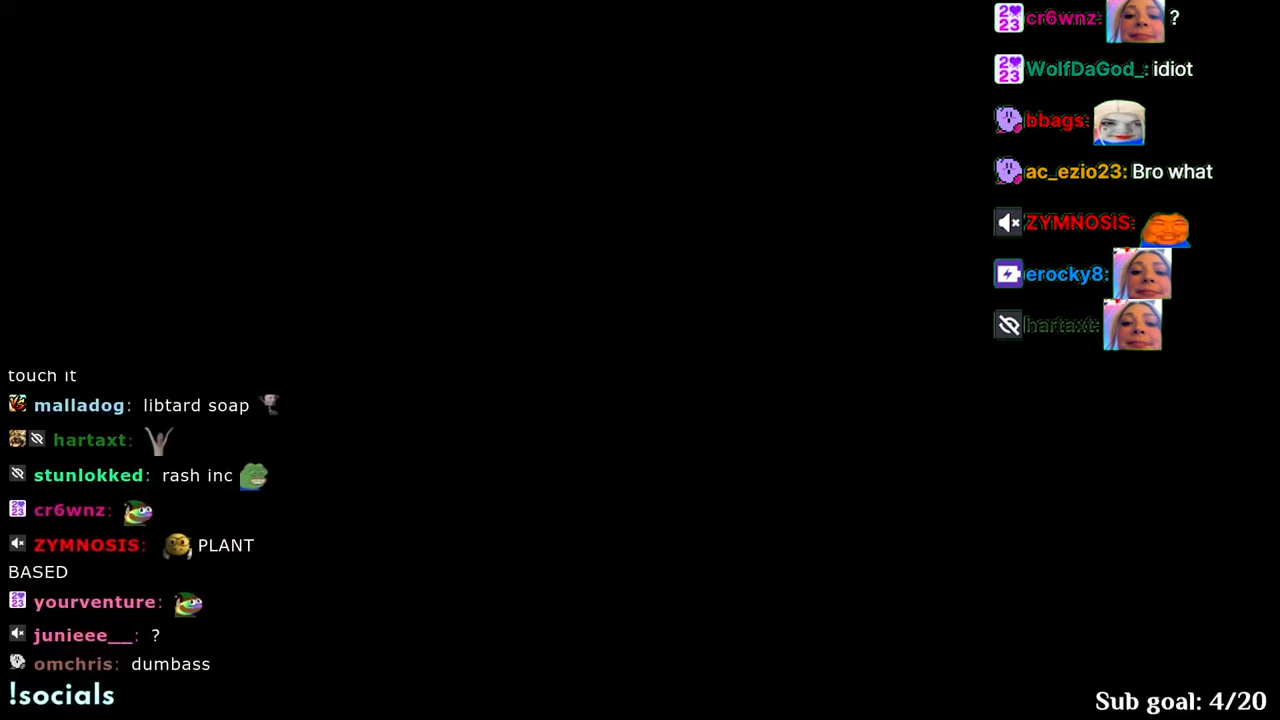 cr6wnz: ?
WolfDaGod_: idiot
bbags:
ac_ezio23: Bro what
ZYMNOSIS:
erocky8:
hartaxt:
touch it
malladog: libtard soap
hartaxt:
stunlokked: rash inc
cr6wnz:
ZYMNOSIS: PLANT
BASED
yourventure:
junieee__: ?
omchris: dumbass
!socials
Sub goal: 4/20